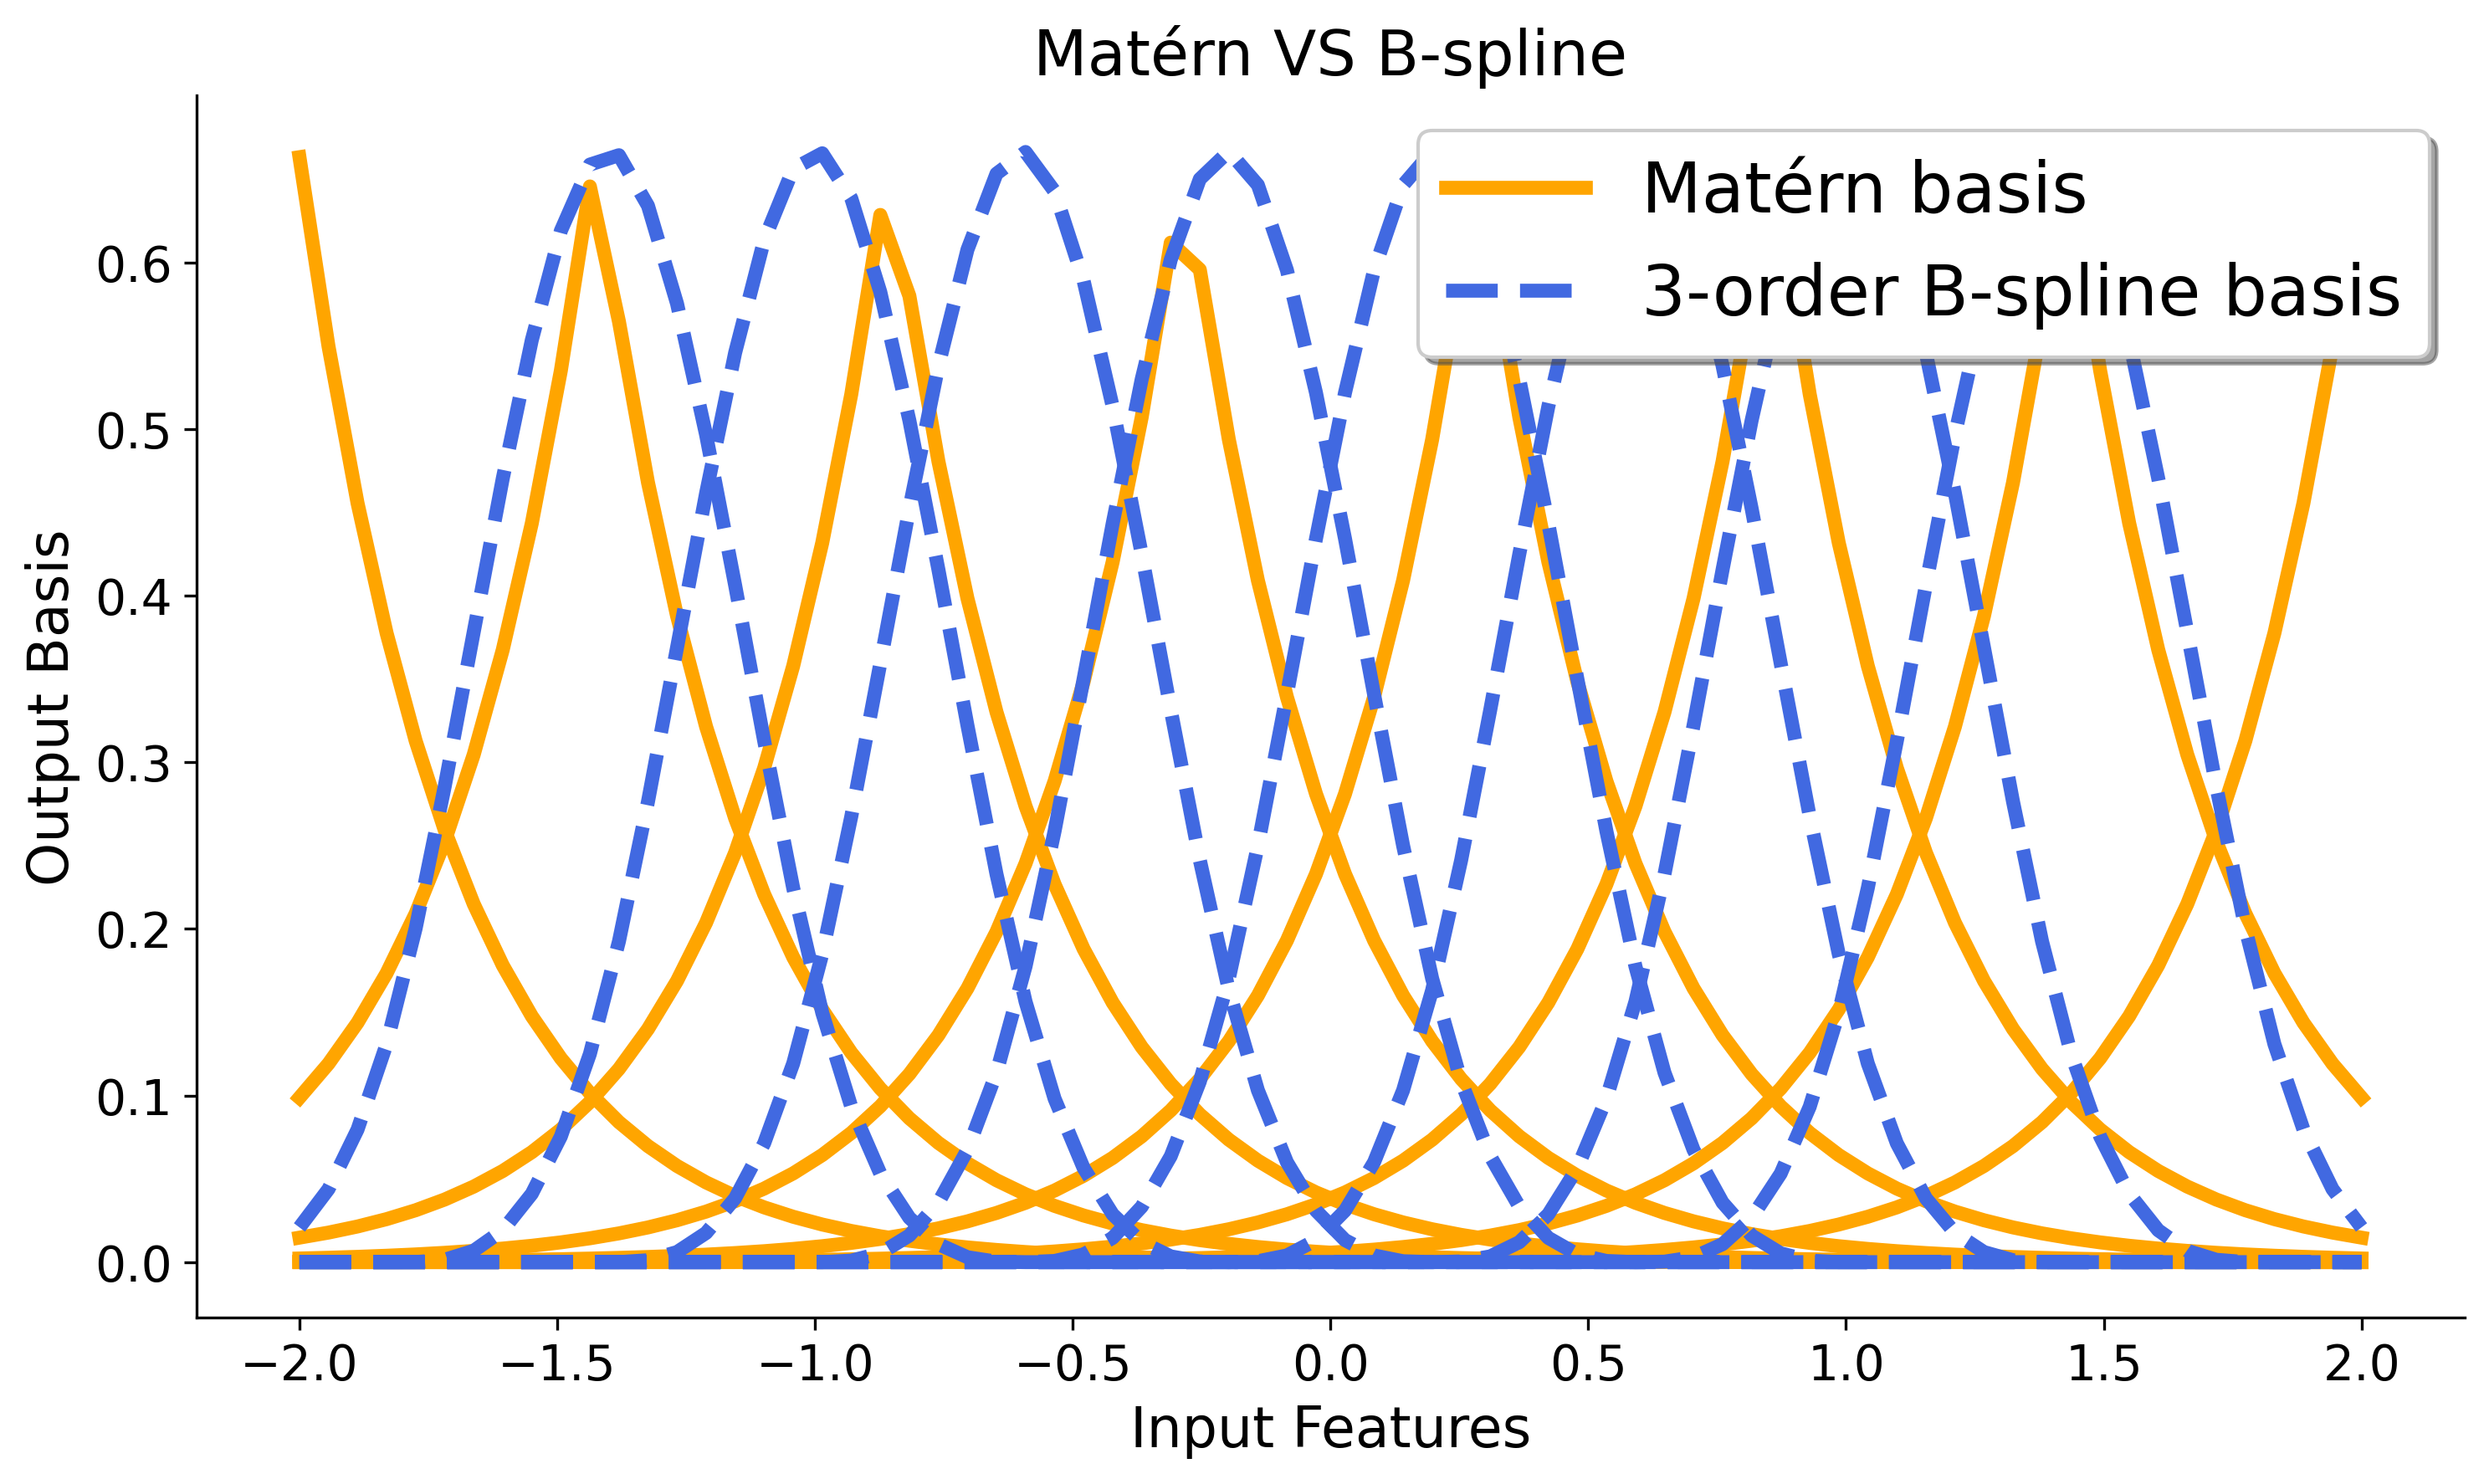 Matérn VS B-spline
Matérn basis
3-order B-spline basis
Output Basis
0.6
0.5
0.4
0.3
0.2
0.1
0.0
−2.0 −1.5 −1.0 −0.5 0.0 0.5 1.0 1.5 2.0
Input Features